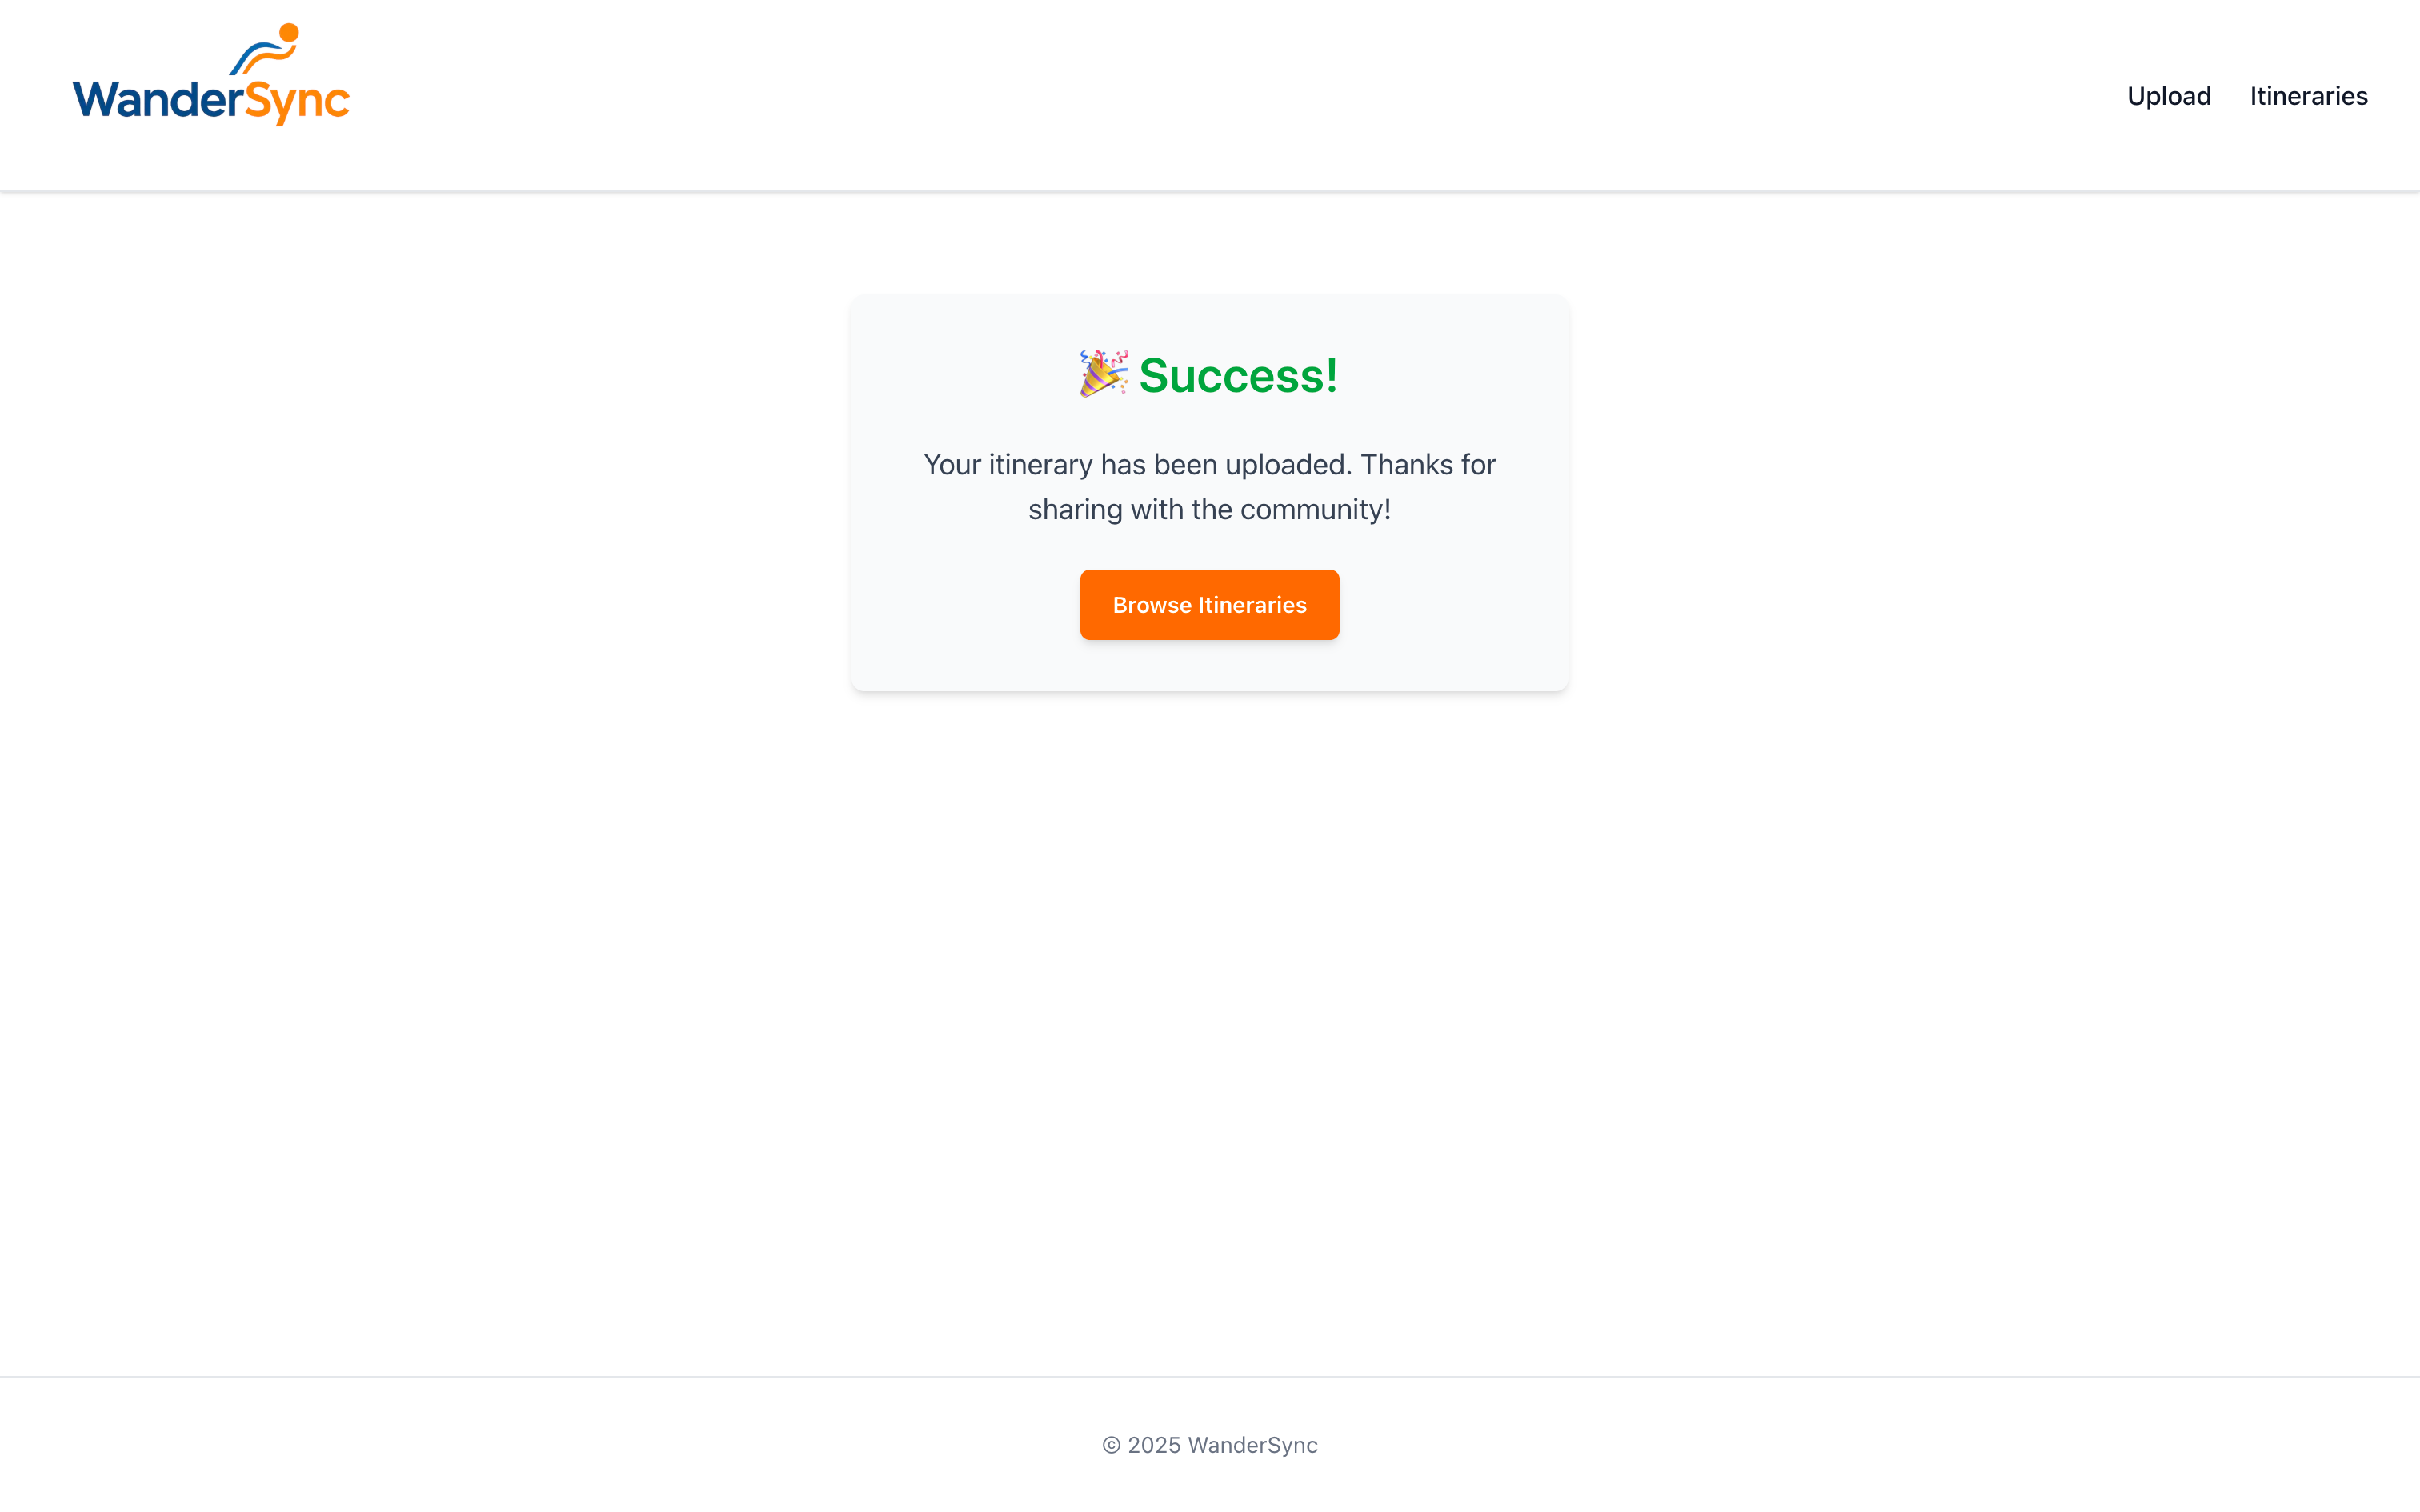 WanderSync
Upload
Itineraries
🎉 Success!
Your itinerary has been uploaded. Thanks for
sharing with the community!
Browse Itineraries
© 2025 WanderSync